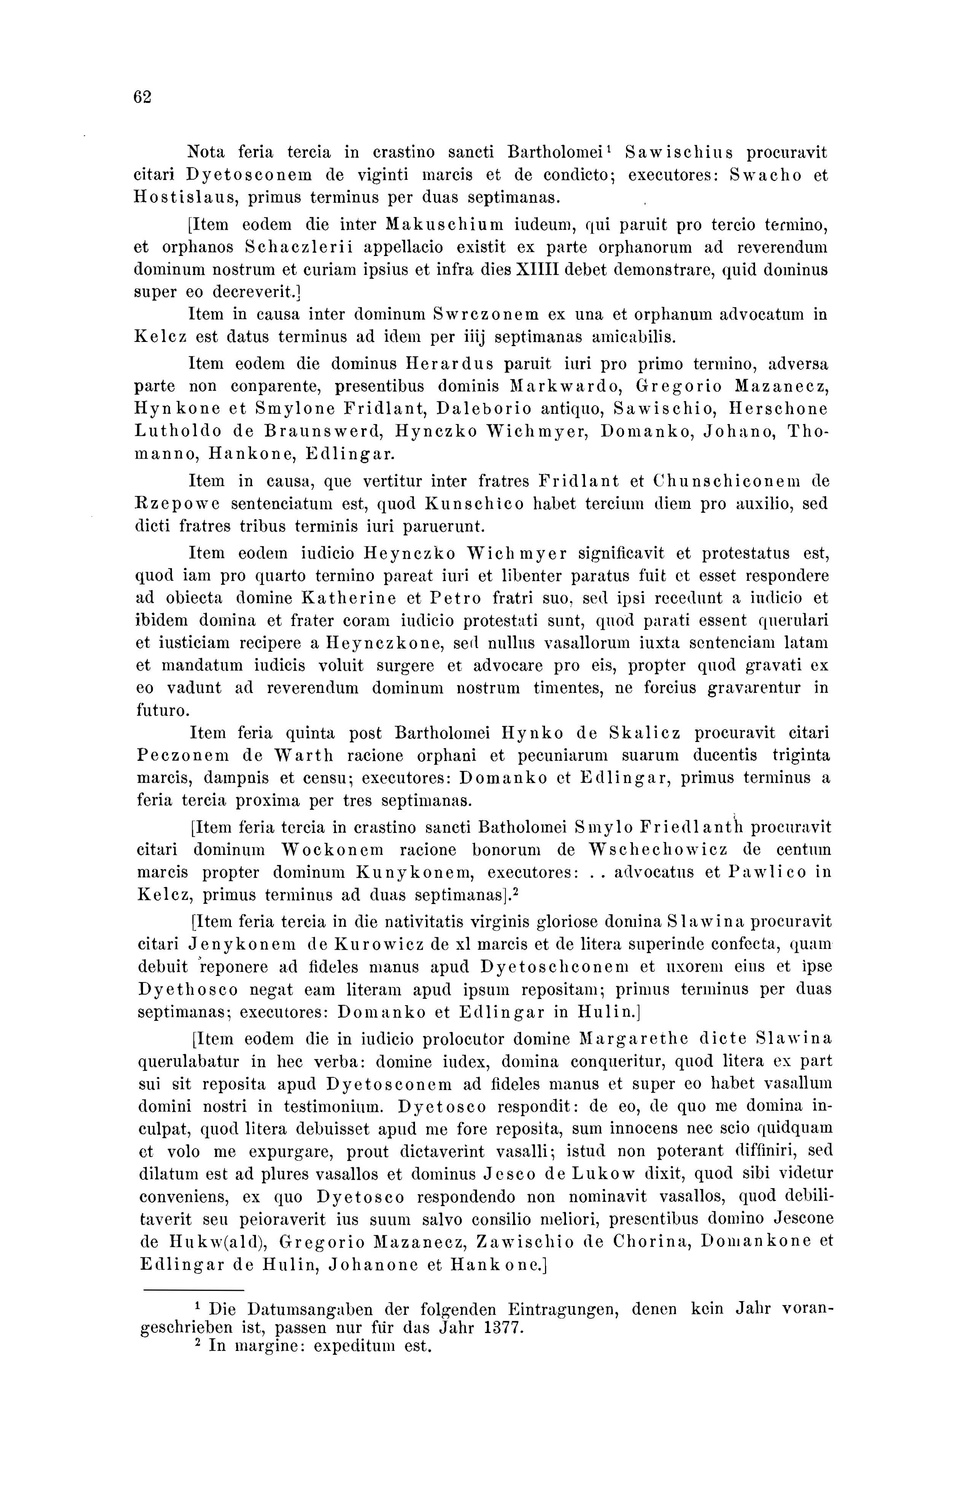 62
Nota feria tercia in crastino sancti Bartholomei¹ Sawischius procuravit
citari Dyetosconem de viginti marcis et de condicto; executores: Swacho et
Hostislaus, primus terminus per duas septimanas.
[Item eodem die inter Makuschium iudeum, qui paruit pro tercio termino,
et orphanos Schaczlerii appellacio existit ex parte orphanorum ad reverendum
dominum nostrum et curiam ipsius et infra dies XIIII debet demonstrare, quid dominus
super eo decreverit.]
Item in causa inter dominum Swrczonem ex una et orphanum advocatum in
Kelcz est datus terminus ad idem per iiij septimanas amicabilis.
Item eodem die dominus Herardus paruit iuri pro primo termino, adversa
parte non conparente, presentibus dominis Markwardo, Gregorio Mazanecz,
Hynkone et Smylone Fridlant, Daleborio antiquo, Sawischio, Herschone
Lutholdo de Braunswerd, Hynczko Wichmyer, Domanko, Johano, Tho-
manno, Hankone, Edlingar.
Item in causa, que vertitur inter fratres Fridlant et Chunschiconem de
Rzepowe sentenciatum est, quod Kunschico habet tercium diem pro auxilio, sed
dicti fratres tribus terminis iuri paruerunt.
Item eodem iudicio Heynczko Wichmyer significavit et protestatus est,
quod iam pro quarto termino pareat iuri et libenter paratus fuit et esset respondere
ad obiecta domine Katherine et Petro fratri suo, sed ipsi recedunt a iudicio et
ibidem domina et frater coram iudicio protestati sunt, quod parati essent querulari
et iusticiam recipere a Heynczkone, sed nullus vasallorum iuxta sentenciam latam
et mandatum iudicis voluit surgere et advocare pro eis, propter quod gravati ex
eo vadunt ad reverendum dominum nostrum timentes, ne forcius gravarentur in
futuro.
Item feria quinta post Bartholomei Hynko de Skalicz procuravit citari
Peczonem de Warth racione orphani et pecuniarum suarum ducentis triginta
marcis, dampnis et censu; executores: Domanko et Edlingar, primus terminus a
feria tercia proxima per tres septimanas.
[Item feria tercia in crastino sancti Batholomei Smylo Friedlanth procuravit
citari dominum Wockonem racione bonorum de Wschechowicz de centum
marcis propter dominum Kunykonem, executores: . . advocatus et Pawlico in
Kelcz, primus terminus ad duas septimanas].²
[Item feria tercia in die nativitatis virginis gloriose domina Slawina procuravit
citari Jenykonem de Kurowicz de xl marcis et de litera superinde confecta, quam
debuit reponere ad fideles manus apud Dyetoschconem et uxorem eius et ipse
Dyethosco negat eam literam apud ipsum repositam; primus terminus per duas
septimanas; executores: Domanko et Edlingar in Hulin.]
[Item eodem die in iudicio prolocutor domine Margarethe dicte Slawina
querulabatur in hec verba: domine iudex, domina conqueritur, quod litera ex part
sui sit reposita apud Dyetosconem ad fideles manus et super eo habet vasallum
domini nostri in testimonium. Dyetosco respondit: de eo, de quo me domina in-
culpat, quod litera debuisset apud me fore reposita, sum innocens nec scio quidquam
et volo me expurgare, prout dictaverint vasalli; istud non poterant diffiniri, sed
dilatum est ad plures vasallos et dominus Jesco de Lukow dixit, quod sibi videtur
conveniens, ex quo Dyetosco respondendo non nominavit vasallos, quod debili-
taverit seu peioraverit ius suum salvo consilio meliori, presentibus domino Jescone
de Hukw(ald), Gregorio Mazanecz, Zawischio de Chorina, Domankone et
Edlingar de Hulin, Johanone et Hankone.]
¹ Die Datumsangaben der folgenden Eintragungen, denen kein Jahr voran-
geschrieben ist, passen nur für das Jahr 1377.
² In margine: expeditum est.